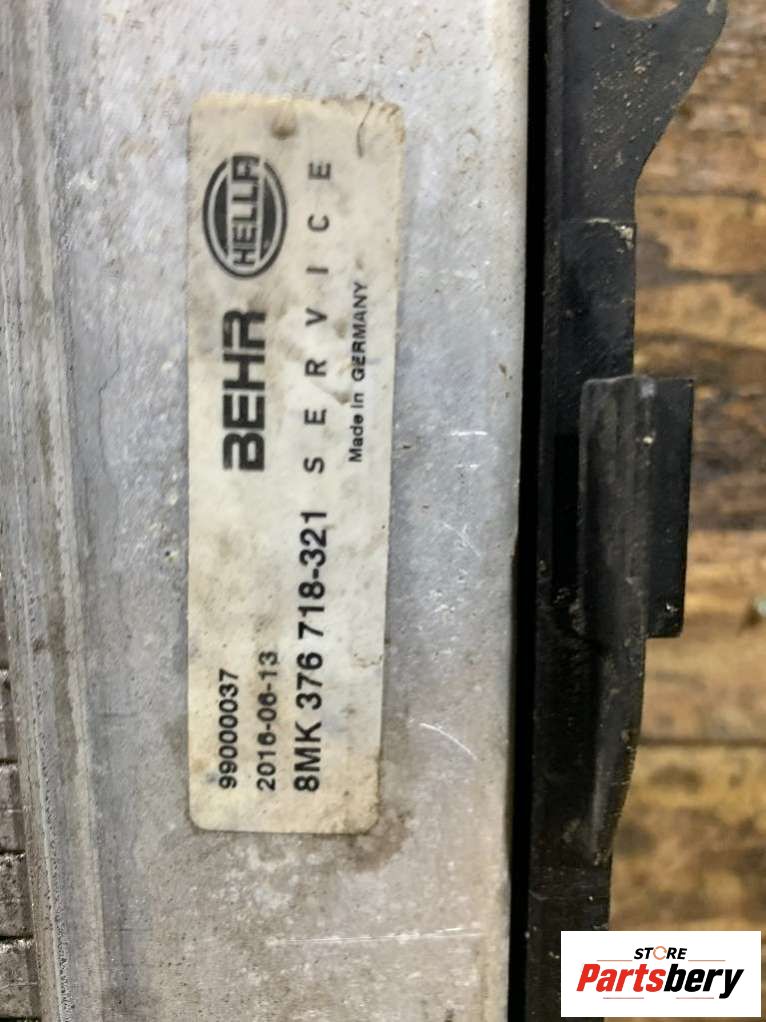 99000037
2016-06-13
8MK 376 718-321
BEHR HELLA
SERVICE
Made in GERMANY
STORE
Partsbery